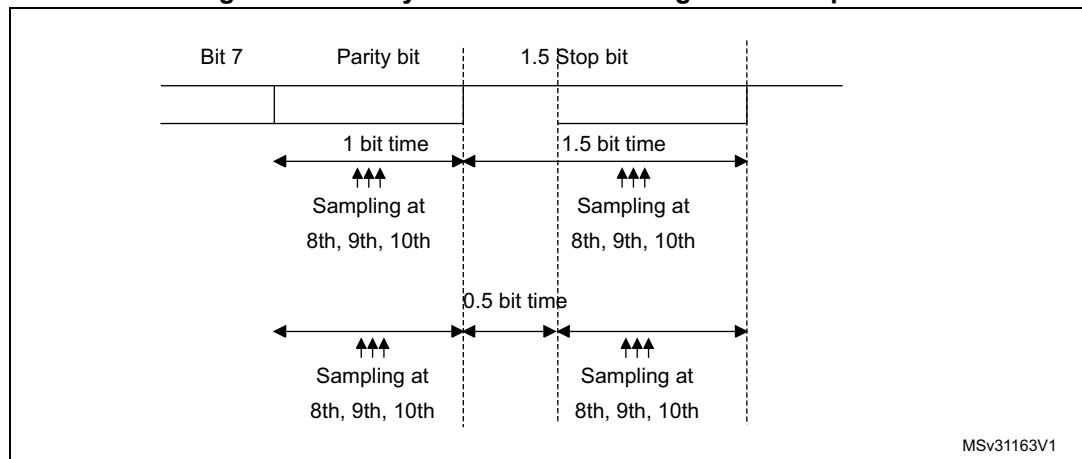 Bit 7 Parity bit 1.5 Stop bit
1 bit time 1.5 bit time
Sampling at Sampling at
8th, 9th, 10th 8th, 9th, 10th
0.5 bit time
Sampling at Sampling at
8th, 9th, 10th 8th, 9th, 10th
MSv31163V1